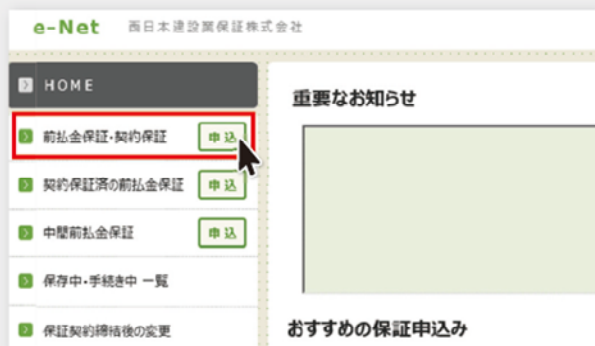 e-Net 西日本建設業保証株式会社
HOME
重要なお知らせ
前払金保証・契約保証 申込
契約保証済の前払金保証 申込
中間前払金保証 申込
保存中・手続き中 一覧
保証契約締結後の変更
おすすめの保証申込み